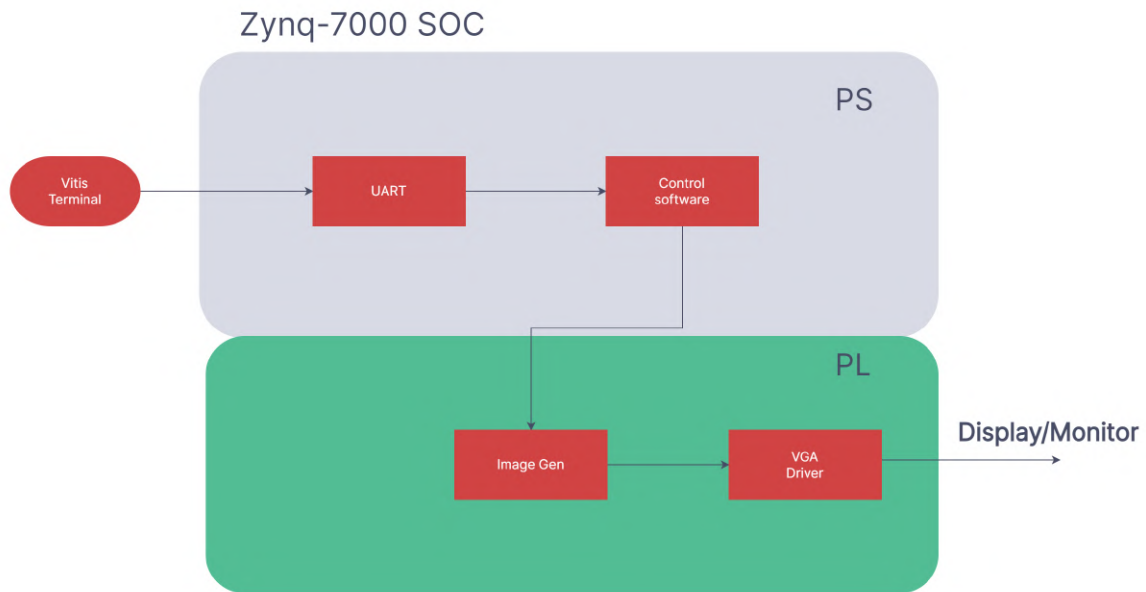 Zynq-7000 SOC
PS
Vitis
Terminal
UART
Control
software
PL
Display/Monitor
Image Gen
VGA
Driver